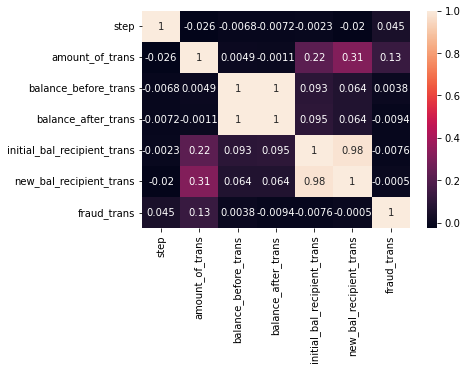 step 1 -0.026 -0.0068 -0.0072 -0.0023 -0.02 0.045
amount_of_trans -0.026 1 0.0049 -0.0011 0.22 0.31 0.13
balance_before_trans -0.0068 0.0049 1 1 0.093 0.064 0.0038
balance_after_trans -0.0072 -0.0011 1 1 0.095 0.064 -0.0094
initial_bal_recipient_trans -0.0023 0.22 0.093 0.095 1 0.98 -0.0076
new_bal_recipient_trans -0.02 0.31 0.064 0.064 0.98 1 -0.0005
fraud_trans 0.045 0.13 0.0038 -0.0094 -0.0076 -0.0005 1
step
amount_of_trans
balance_before_trans
balance_after_trans
initial_bal_recipient_trans
new_bal_recipient_trans
fraud_trans
1.0
0.8
0.6
0.4
0.2
0.0